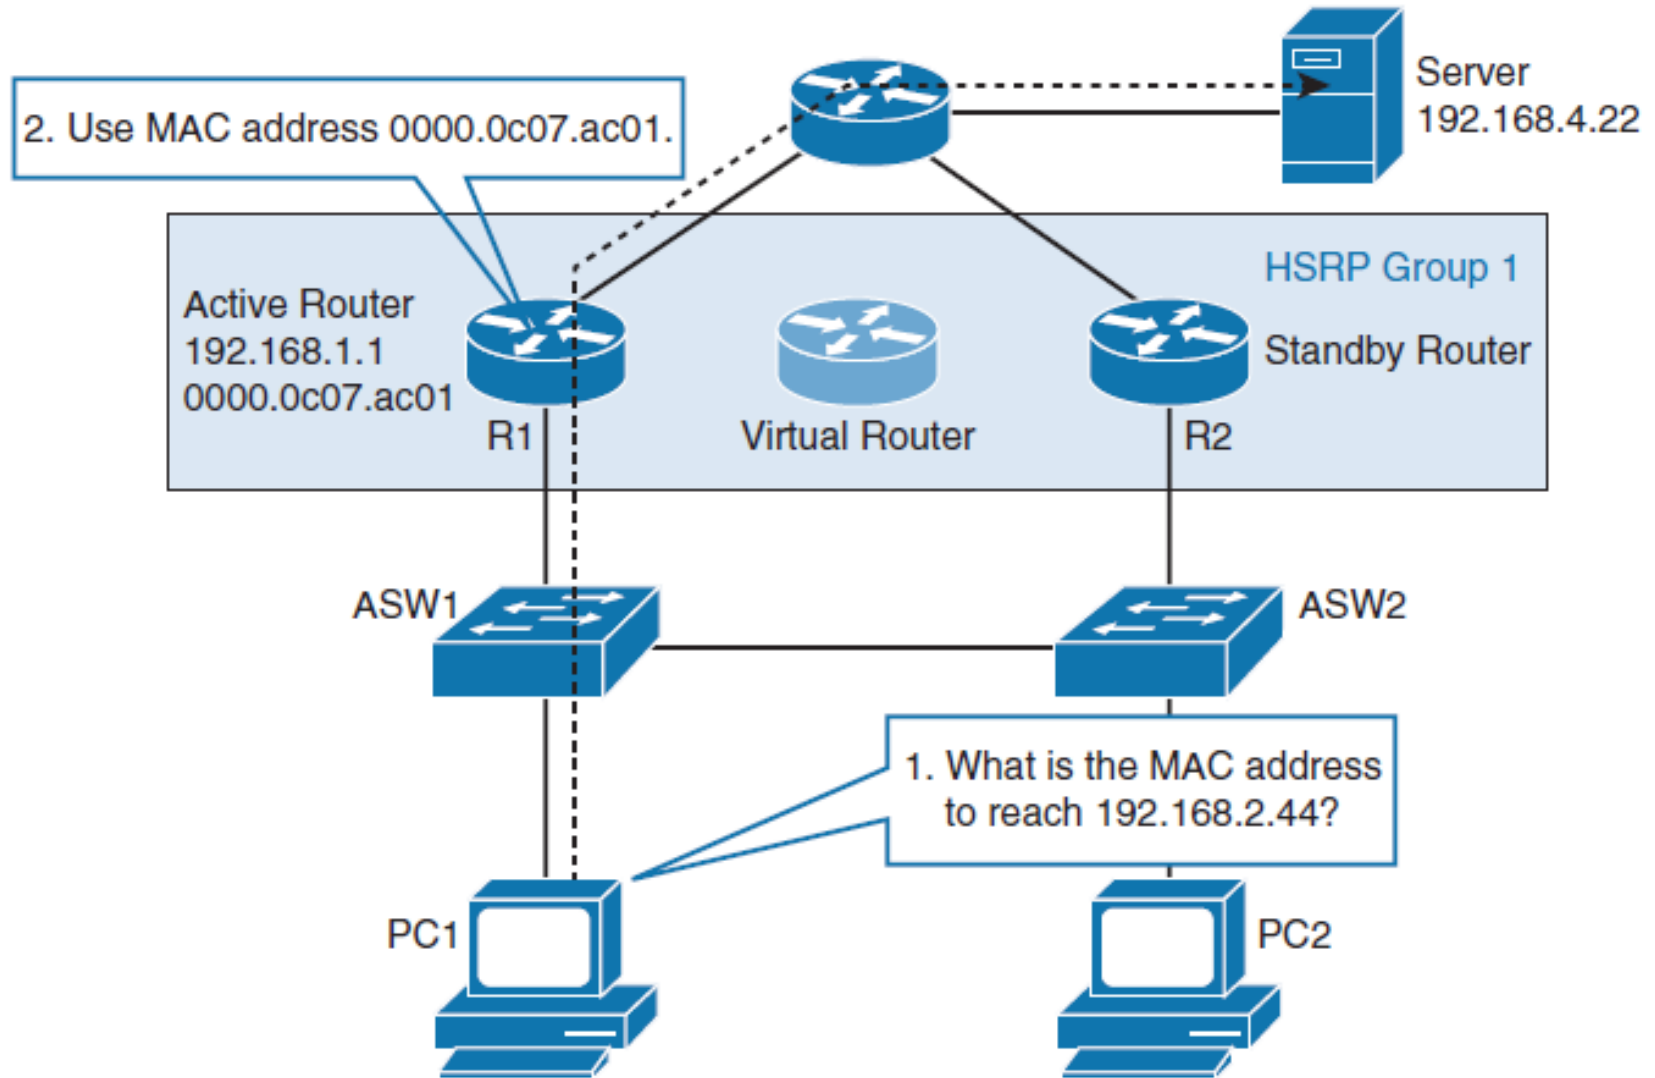 Server
192.168.4.22
2. Use MAC address 0000.0c07.ac01.
HSRP Group 1
Active Router
192.168.1.1
0000.0c07.ac01
Standby Router
R1
Virtual Router
R2
ASW1
ASW2
1. What is the MAC address
to reach 192.168.2.44?
PC1
PC2